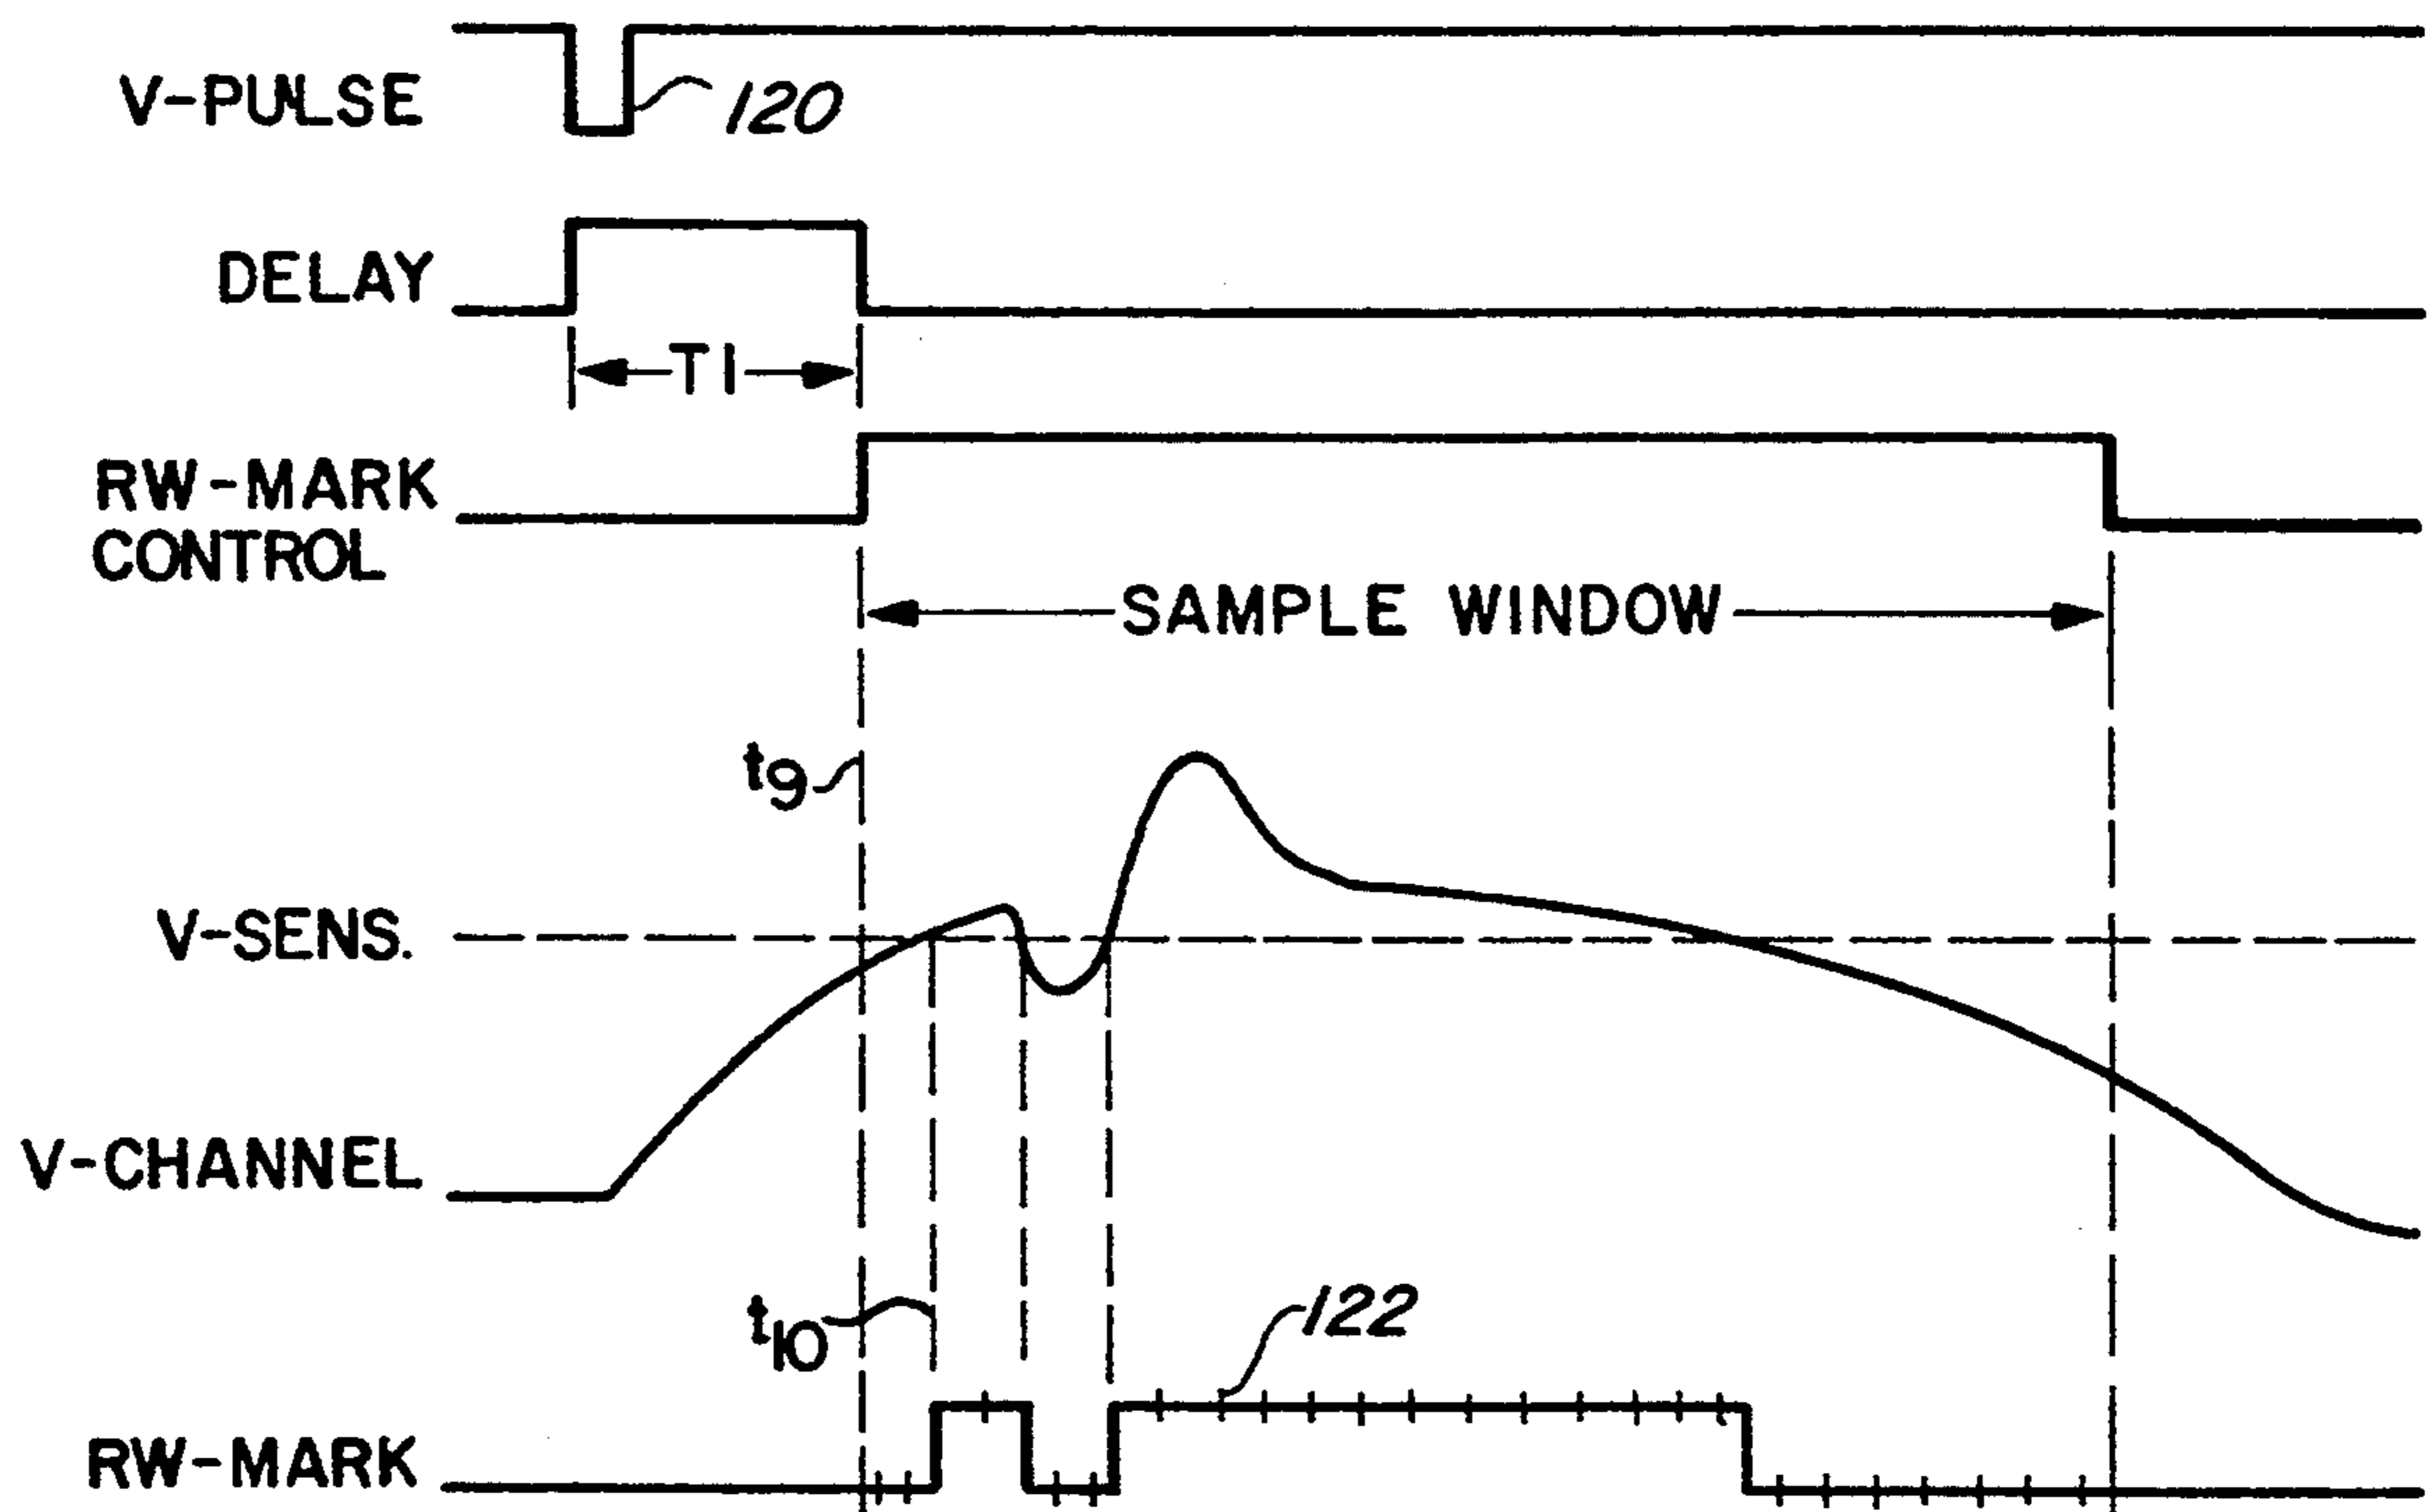 V-PULSE
120
DELAY
T1
RW-MARK
CONTROL
SAMPLE WINDOW
t9
V-SENS.
V-CHANNEL
t10
122
RW-MARK